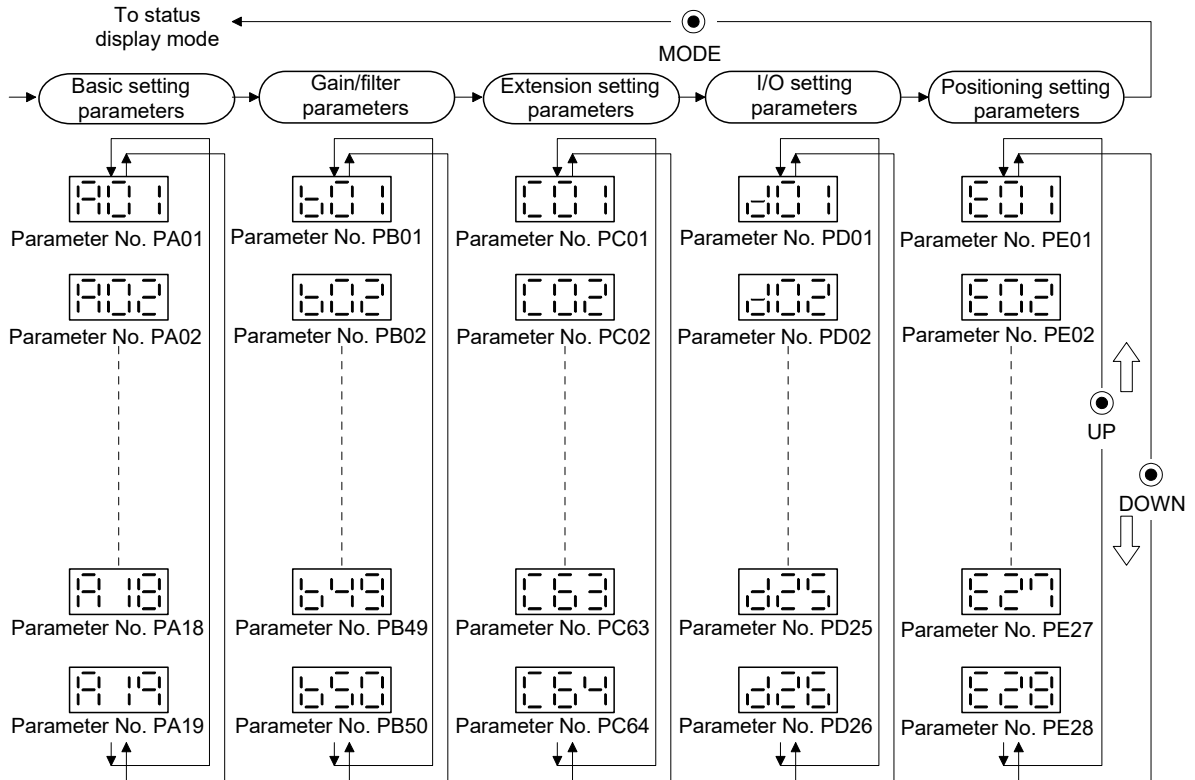 To status
display mode
MODE
Basic setting
parameters
Gain/filter
parameters
Extension setting
parameters
I/O setting
parameters
Positioning setting
parameters
A01
b01
C01
d01
E01
Parameter No. PA01
Parameter No. PB01
Parameter No. PC01
Parameter No. PD01
Parameter No. PE01
A02
b02
C02
d02
E02
Parameter No. PA02
Parameter No. PB02
Parameter No. PC02
Parameter No. PD02
Parameter No. PE02
UP
DOWN
A18
b49
C63
d25
E27
Parameter No. PA18
Parameter No. PB49
Parameter No. PC63
Parameter No. PD25
Parameter No. PE27
A19
b50
C64
d26
E28
Parameter No. PA19
Parameter No. PB50
Parameter No. PC64
Parameter No. PD26
Parameter No. PE28